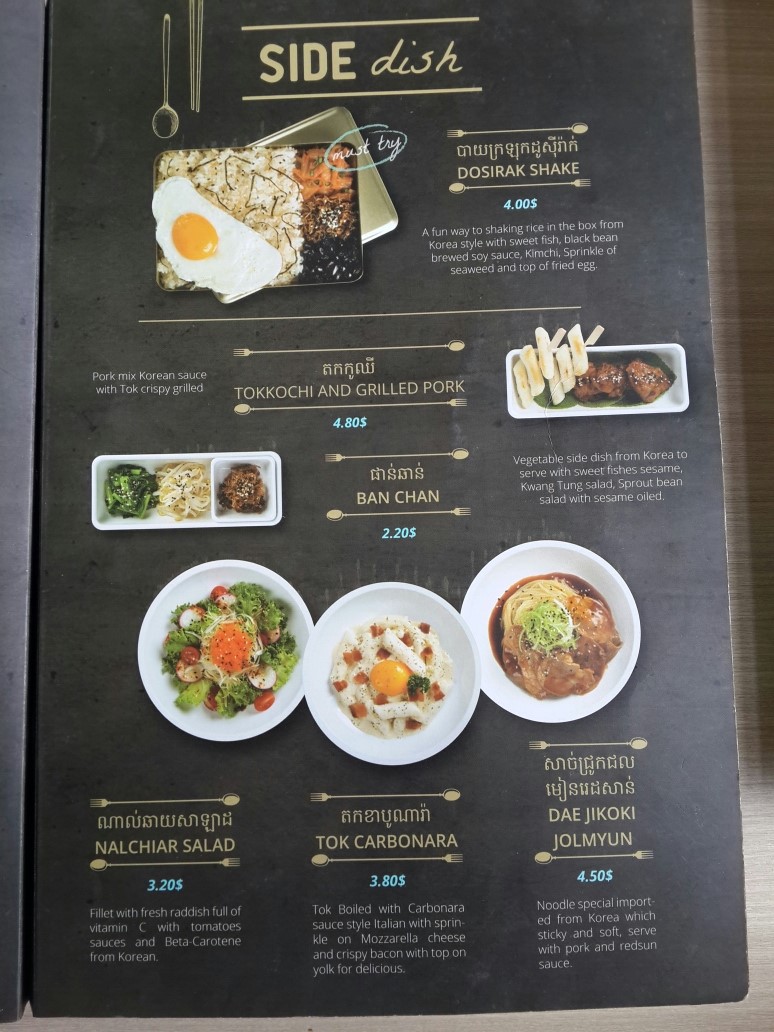 SIDE dish
must try
បាយក្រឡុកដូស៊ីរ៉ាក់
DOSIRAK SHAKE
4.00$
A fun way to shaking rice in the box from
Korea style with sweet fish, black bean
brewed soy sauce, Kimchi, Sprinkle of
seaweed and top of fried egg.
Pork mix Korean sauce
with Tok crispy grilled
តកកូឈី
TOKKOCHI AND GRILLED PORK
4.80$
ផាន់ឆាន់
BAN CHAN
2.20$
Vegetable side dish from Korea to
serve with sweet fishes sesame,
Kwang Tung salad, Sprout bean
salad with sesame oiled.
ណាល់ឆាយសាឡាដ
NALCHIAR SALAD
3.20$
Fillet with fresh raddish full of
vitamin C with tomatoes
sauces and Beta-Carotene
from Korean.
តកខាបូណារ៉ា
TOK CARBONARA
3.80$
Tok Boiled with Carbonara
sauce style Italian with sprin-
kle on Mozzarella cheese
and crispy bacon with top on
yolk for delicious.
សាច់ជ្រូកជល
មៀនរេដសាន់
DAE JIKOKI
JOLMYUN
4.50$
Noodle special import-
ed from Korea which
sticky and soft, serve
with pork and redsun
sauce.